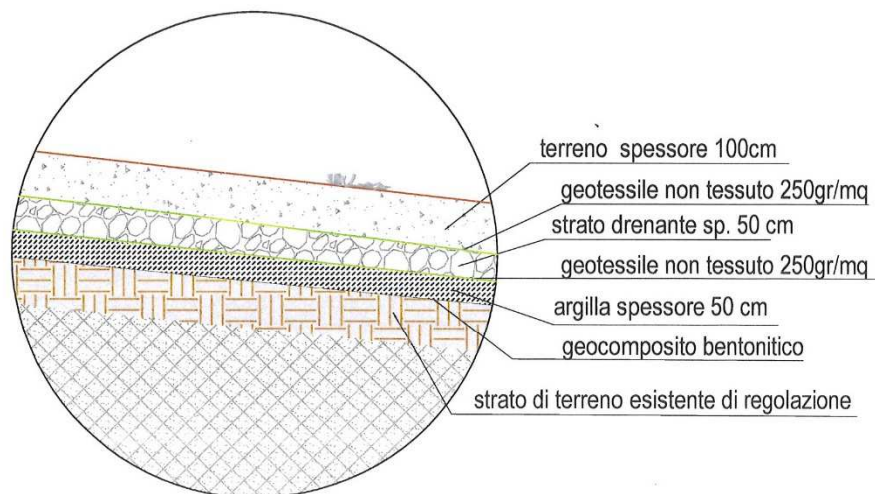 terreno spessore 100cm
geotessile non tessuto 250gr/mq
strato drenante sp. 50 cm
geotessile non tessuto 250gr/mq
argilla spessore 50 cm
geocomposito bentonitico
strato di terreno esistente di regolazione